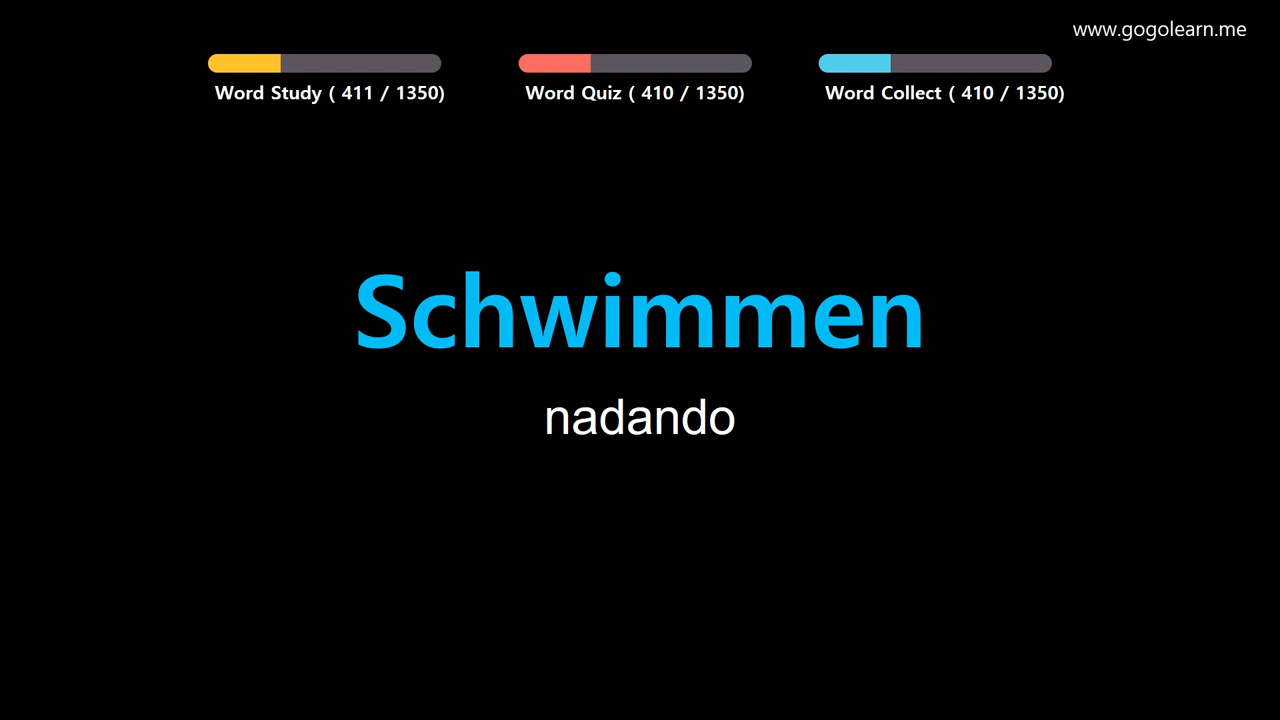 www.gogolearn.me
Word Study ( 411 / 1350)
Word Quiz ( 410 / 1350)
Word Collect ( 410 / 1350)
Schwimmen
nadando